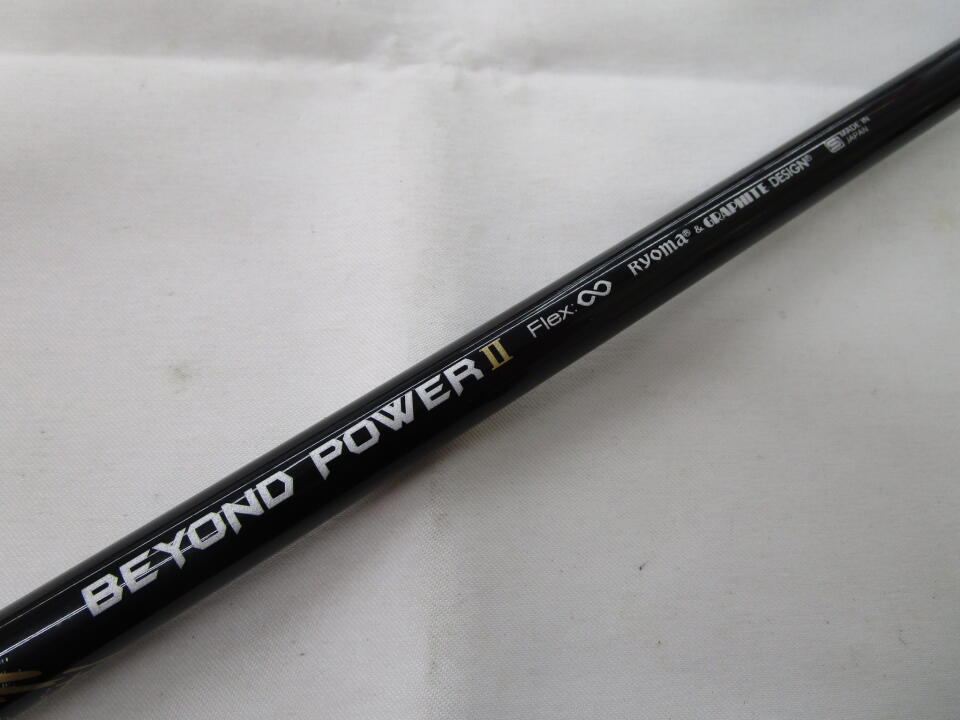 BEYOND POWER II Flex:∞ Ryoma® & GRAPHITE DESIGN® S MADE IN
JAPAN